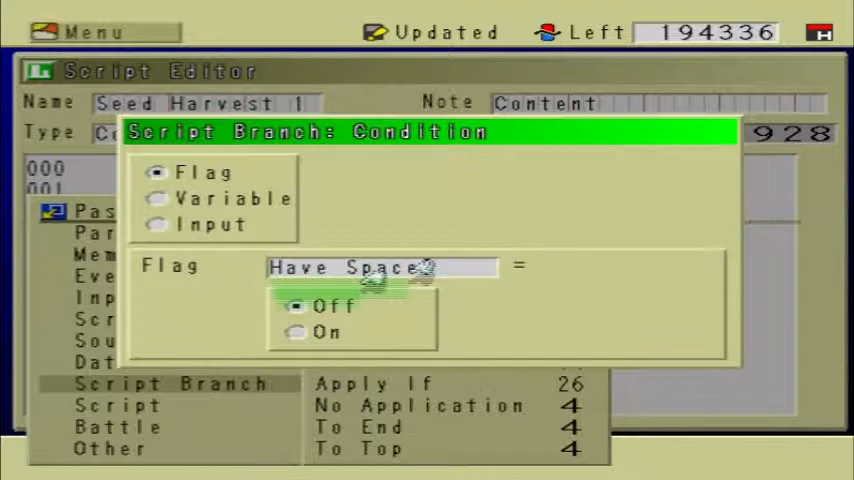 Menu Updated Left 194336
Script Editor
Name Seed Harvest 1 Note Content
Type 928
Script Branch: Condition
000
001
Flag
Variable
Input
Flag Have Space? =
Off
On
Script Branch Apply If 26
Script No Application 4
Battle To End 4
Other To Top 4